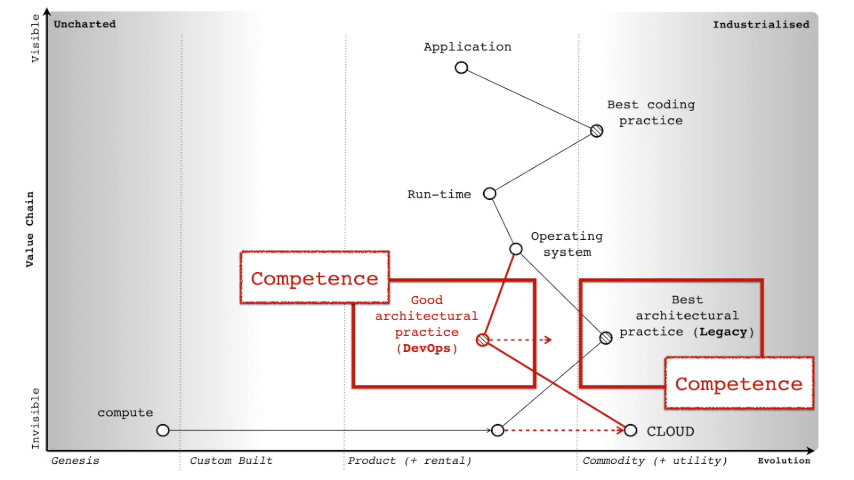 Uncharted
Industrialised
Visible
Value Chain
Invisible
Application
Best coding
practice
Run-time
Operating
system
Competence
Good
architectural
practice
(DevOps)
Best
architectural
practice (Legacy)
Competence
compute
CLOUD
Genesis
Custom Built
Product (+ rental)
Commodity (+ utility)
Evolution